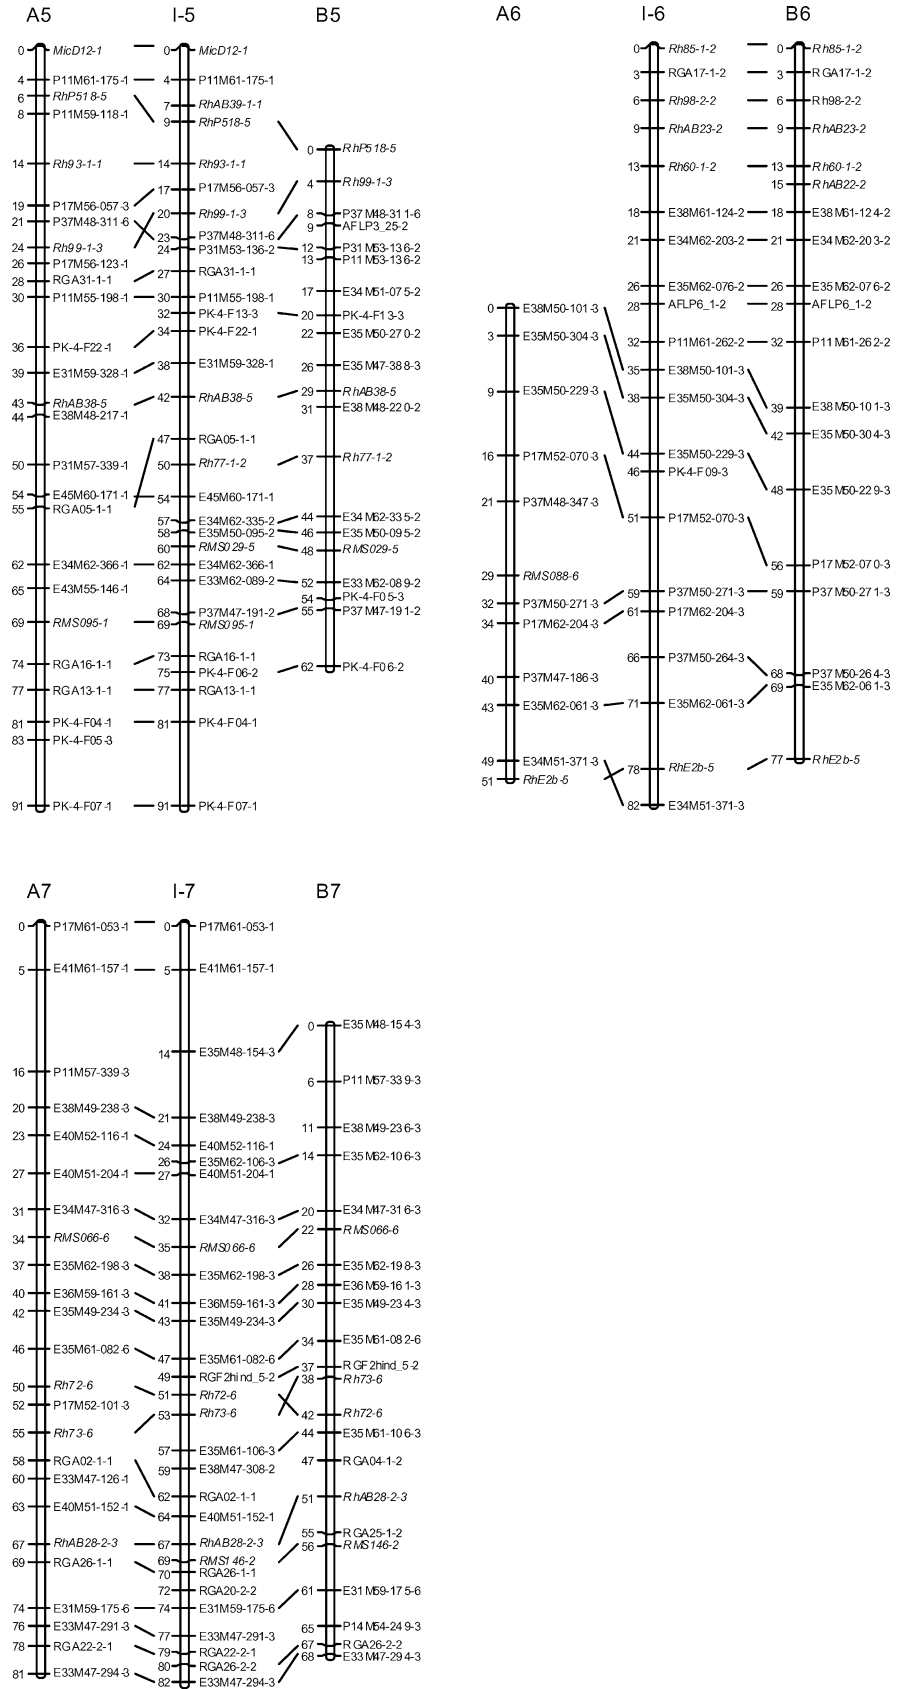 A5
0 MicD12-1
4 P11M61-175-1
6 RhP518-5
8 P11M59-118-1
14 Rh93-1-1
19 P17M56-057-3
21 P37M48-311-6
24 Rh99-1-3
26 P17M56-123-1
28 RGA31-1-1
30 P11M55-198-1
36 PK-4-F22-1
39 E31M59-328-1
43 RhAB38-5
44 E38M48-217-1
50 P31M57-339-1
54 E45M60-171-1
55 RGA05-1-1
62 E34M62-366-1
65 E43M55-146-1
69 RMS095-1
74 RGA16-1-1
77 RGA13-1-1
81 PK-4-F04-1
83 PK-4-F05-3
91 PK-4-F07-1
I-5
0 MicD12-1
4 P11M61-175-1
7 RhAB39-1-1
9 RhP518-5
14 Rh93-1-1
17 P17M56-057-3
20 Rh99-1-3
23 P37M48-311-6
24 P31M53-136-2
27 RGA31-1-1
30 P11M55-198-1
32 PK-4-F13-3
34 PK-4-F22-1
38 E31M59-328-1
42 RhAB38-5
47 RGA05-1-1
50 Rh77-1-2
54 E45M60-171-1
57 E34M62-335-2
58 E35M50-095-2
60 RMS029-5
62 E34M62-366-1
64 E33M62-089-2
68 P37M47-191-2
69 RMS095-1
73 RGA16-1-1
75 PK-4-F06-2
77 RGA13-1-1
81 PK-4-F04-1
91 PK-4-F07-1
B5
0 RhP518-5
4 Rh99-1-3
8 P37M48-311-6
9 AFLP3_25-2
12 P31M53-136-2
13 P11M53-136-2
17 E34M51-075-2
20 PK-4-F13-3
22 E35M50-270-2
26 E35M47-388-3
29 RhAB38-5
31 E38M48-220-2
37 Rh77-1-2
44 E34M62-335-2
46 E35M50-095-2
48 RMS029-5
52 E33M62-089-2
54 PK-4-F05-3
55 P37M47-191-2
62 PK-4-F06-2
A6
0 E38M50-101-3
3 E35M50-304-3
9 E35M50-229-3
16 P17M52-070-3
21 P37M48-347-3
29 RMS088-6
32 P37M50-271-3
34 P17M62-204-3
40 P37M47-186-3
43 E35M62-061-3
49 E34M51-371-3
51 RhE2b-5
I-6
0 Rh85-1-2
3 RGA17-1-2
6 Rh98-2-2
9 RhAB23-2
13 Rh60-1-2
18 E38M61-124-2
21 E34M62-203-2
26 E35M62-076-2
28 AFLP6_1-2
32 P11M61-262-2
35 E38M50-101-3
38 E35M50-304-3
44 E35M50-229-3
46 PK-4-F09-3
51 P17M52-070-3
59 P37M50-271-3
61 P17M62-204-3
66 P37M50-264-3
71 E35M62-061-3
78 RhE2b-5
82 E34M51-371-3
B6
0 Rh85-1-2
3 RGA17-1-2
6 Rh98-2-2
9 RhAB23-2
13 Rh60-1-2
15 RhAB22-2
18 E38M61-124-2
21 E34M62-203-2
26 E35M62-076-2
28 AFLP6_1-2
32 P11M61-262-2
39 E38M50-101-3
42 E35M50-304-3
48 E35M50-229-3
56 P17M52-070-3
59 P37M50-271-3
68 P37M50-264-3
69 E35M62-061-3
77 RhE2b-5
A7
0 P17M61-053-1
5 E41M61-157-1
16 P11M57-339-3
20 E38M49-238-3
23 E40M52-116-1
27 E40M51-204-1
31 E34M47-316-3
34 RMS066-6
37 E35M62-198-3
40 E36M59-161-3
42 E35M49-234-3
46 E35M61-082-6
50 Rh72-6
52 P17M52-101-3
55 Rh73-6
58 RGA02-1-1
60 E33M47-126-1
63 E40M51-152-1
67 RhAB28-2-3
69 RGA26-1-1
74 E31M59-175-6
76 E33M47-291-3
78 RGA22-2-1
81 E33M47-294-3
I-7
0 P17M61-053-1
5 E41M61-157-1
14 E35M48-154-3
21 E38M49-238-3
24 E40M52-116-1
26 E35M62-106-3
27 E40M51-204-1
32 E34M47-316-3
35 RMS066-6
38 E35M62-198-3
41 E36M59-161-3
43 E35M49-234-3
47 E35M61-082-6
49 RGF2hind_5-2
51 Rh72-6
53 Rh73-6
57 E35M61-106-3
59 E38M47-308-2
62 RGA02-1-1
64 E40M51-152-1
67 RhAB28-2-3
69 RMS146-2
70 RGA26-1-1
72 RGA20-2-2
74 E31M59-175-6
77 E33M47-291-3
79 RGA22-2-1
80 RGA26-2-2
82 E33M47-294-3
B7
0 E35M48-154-3
6 P11M57-339-3
11 E38M49-236-3
14 E35M62-106-3
20 E34M47-316-3
22 RMS066-6
26 E35M62-198-3
28 E36M59-161-3
30 E35M49-234-3
34 E35M61-082-6
37 RGF2hind_5-2
38 Rh73-6
42 Rh72-6
44 E35M61-106-3
47 RGA04-1-2
51 RhAB28-2-3
55 RGA25-1-2
56 RMS146-2
61 E31M59-175-6
65 P14M54-249-3
67 RGA26-2-2
68 E33M47-294-3